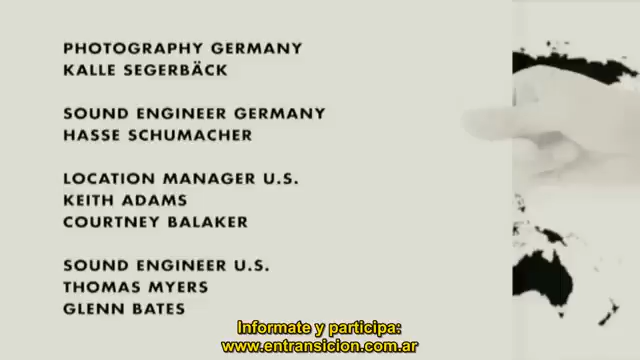 PHOTOGRAPHY GERMANY
KALLE SEGERBÄCK
SOUND ENGINEER GERMANY
HASSE SCHUMACHER
LOCATION MANAGER U.S.
KEITH ADAMS
COURTNEY BALAKER
SOUND ENGINEER U.S.
THOMAS MYERS
GLENN BATES
Informate y participa:
www.entransicion.com.ar